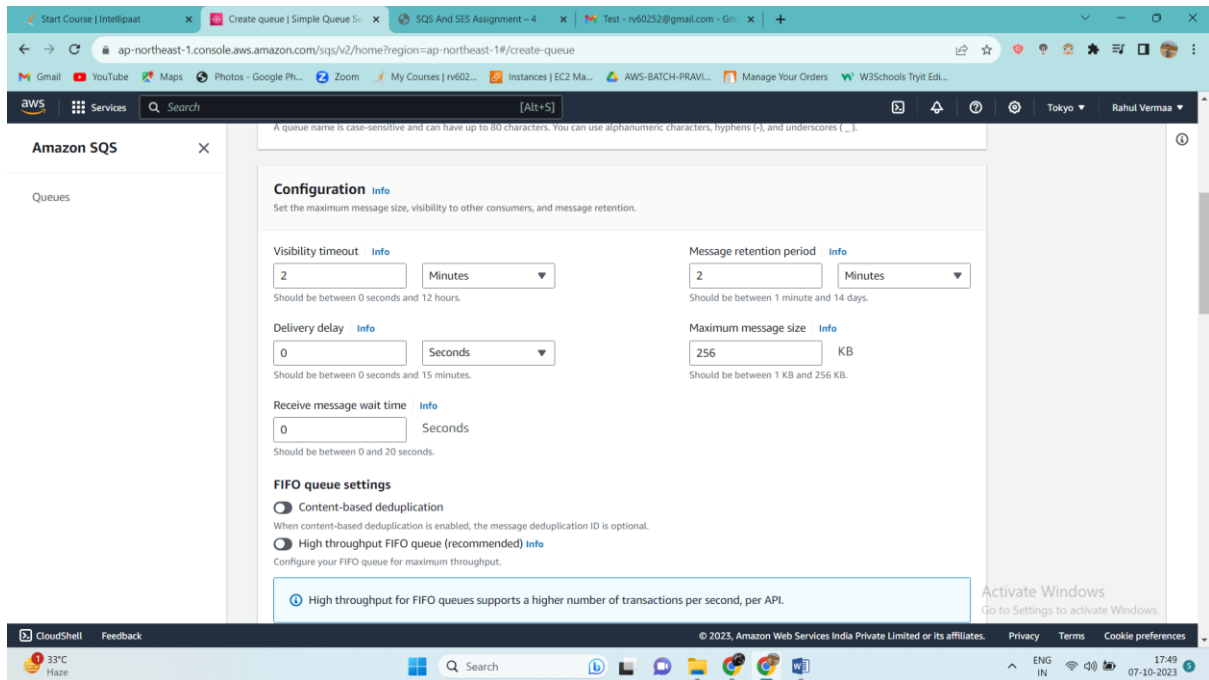 Start Course | Intellipaat
Create queue | Simple Queue Se
SQS And SES Assignment – 4
Test - rv60252@gmail.com - Gm
ap-northeast-1.console.aws.amazon.com/sqs/v2/home?region=ap-northeast-1#/create-queue
Gmail YouTube Maps Photos - Google Ph... Zoom My Courses | rv602... Instances | EC2 Ma... AWS-BATCH-PRAVI... Manage Your Orders W3Schools Tryit Edi...
aws Services Search [Alt+S] Tokyo Rahul Vermaa
A queue name is case-sensitive and can have up to 80 characters. You can use alphanumeric characters, hyphens (-), and underscores ( _ ).
Amazon SQS
Queues
Configuration Info
Set the maximum message size, visibility to other consumers, and message retention.
Visibility timeout Info
2 Minutes
Should be between 0 seconds and 12 hours.
Message retention period Info
2 Minutes
Should be between 1 minute and 14 days.
Delivery delay Info
0 Seconds
Should be between 0 seconds and 15 minutes.
Maximum message size Info
256 KB
Should be between 1 KB and 256 KB.
Receive message wait time Info
0 Seconds
Should be between 0 and 20 seconds.
FIFO queue settings
Content-based deduplication
When content-based deduplication is enabled, the message deduplication ID is optional.
High throughput FIFO queue (recommended) Info
Configure your FIFO queue for maximum throughput.
High throughput for FIFO queues supports a higher number of transactions per second, per API.
Activate Windows
Go to Settings to activate Windows.
CloudShell Feedback © 2023, Amazon Web Services India Private Limited or its affiliates. Privacy Terms Cookie preferences
1 33°C
Haze
Search
ENG
IN
17:49
07-10-2023
5